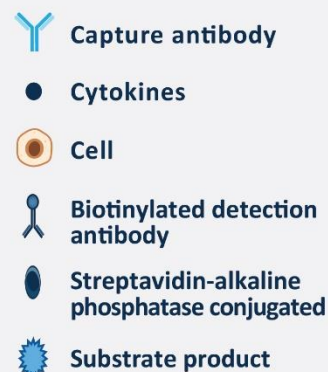 Capture antibody
Cytokines
Cell
Biotinylated detection
antibody
Streptavidin-alkaline
phosphatase conjugated
Substrate product